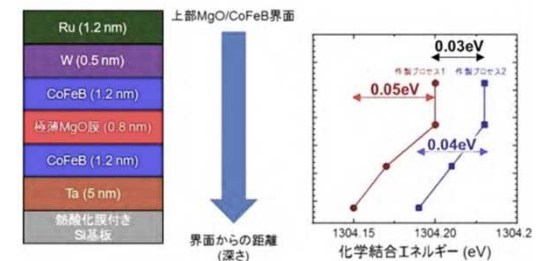 Ru (1.2 nm)
W (0.5 nm)
CoFeB (1.2 nm)
極薄MgO膜 (0.8 nm)
CoFeB (1.2 nm)
Ta (5 nm)
熱酸化膜付き
Si基板
上部MgO/CoFeB界面
界面からの距離
(深さ)
0.03eV
作製プロセス1
作製プロセス2
0.05eV
0.04eV
1304.15
1304.20
1304.2
化学結合エネルギー (eV)